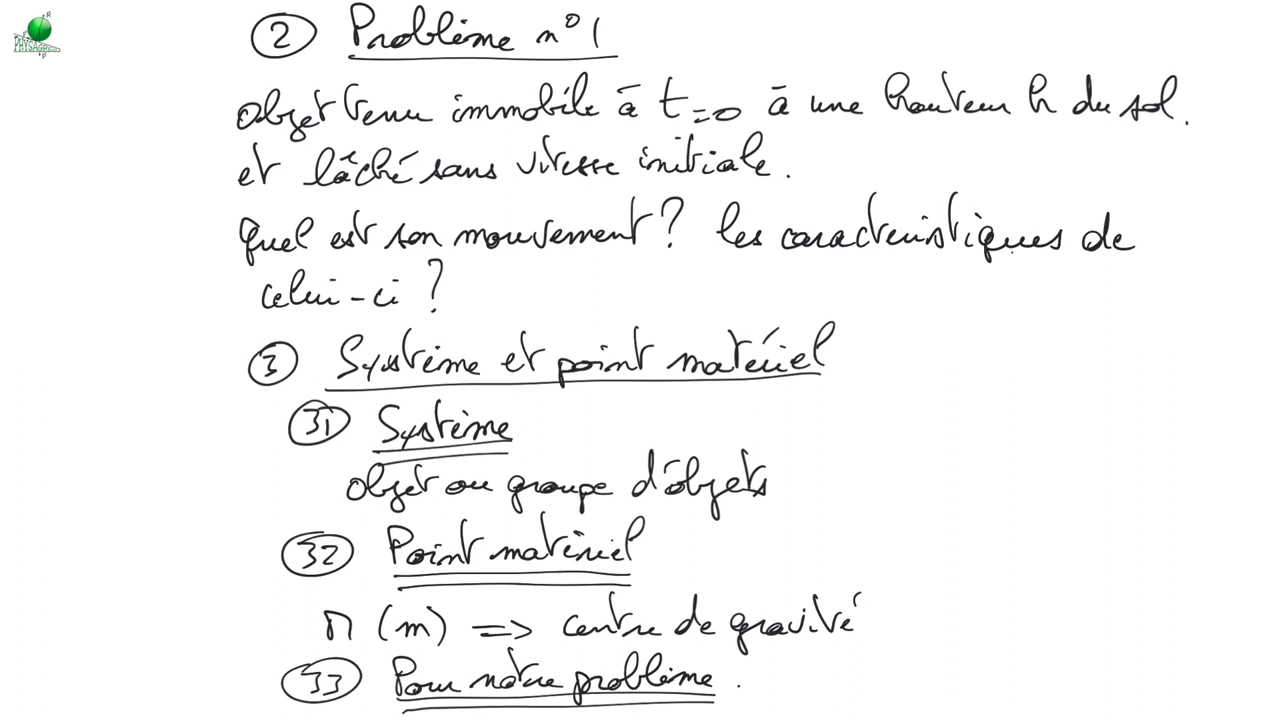 ② Problème n°1
objet tenu immobile à t=0 à une hauteur h du sol.
et lâché sans vitesse initiale.
Quel est son mouvement ? les caractéristiques de
celui-ci ?
③ Système et point matériel
31 Système
objet ou groupe d'objets
32 Point matériel
M (m) => centre de gravité
33 Pour notre problème.